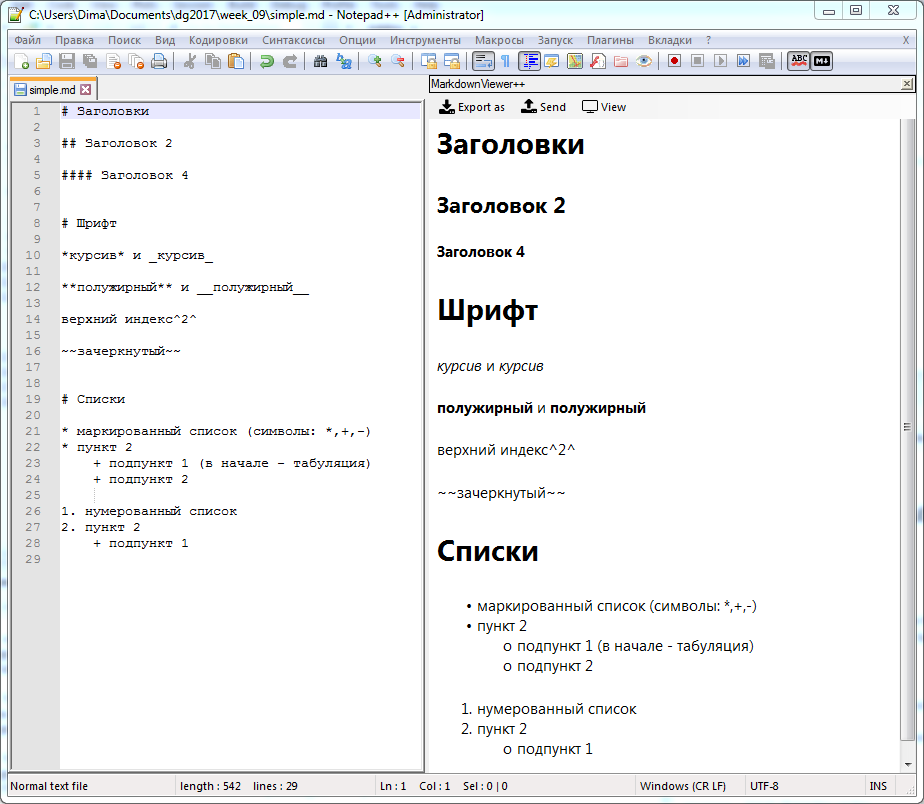 C:\Users\Dima\Documents\dg2017\week_09\simple.md - Notepad++ [Administrator]
Файл Правка Поиск Вид Кодировки Синтаксисы Опции Инструменты Макросы Запуск Плагины Вкладки ? X
ABC M
simple.md
1 # Заголовки
2
3 ## Заголовок 2
4
5 #### Заголовок 4
6
7
8 # Шрифт
9
10 *курсив* и _курсив_
11
12 **полужирный** и __полужирный__
13
14 верхний индекс^2^
15
16 ~~зачеркнутый~~
17
18
19 # Списки
20
21 * маркированный список (символы: *,+,-)
22 * пункт 2
23 + подпункт 1 (в начале - табуляция)
24 + подпункт 2
25
26 1. нумерованный список
27 2. пункт 2
28 + подпункт 1
29
MarkdownViewer++
Export as Send View
Заголовки
Заголовок 2
Заголовок 4
Шрифт
курсив и курсив
полужирный и полужирный
верхний индекс^2^
~~зачеркнутый~~
Списки
• маркированный список (символы: *,+,-)
• пункт 2
o подпункт 1 (в начале - табуляция)
o подпункт 2
1. нумерованный список
2. пункт 2
o подпункт 1
Normal text file length : 542 lines : 29 Ln : 1 Col : 1 Sel : 0 | 0 Windows (CR LF) UTF-8 INS